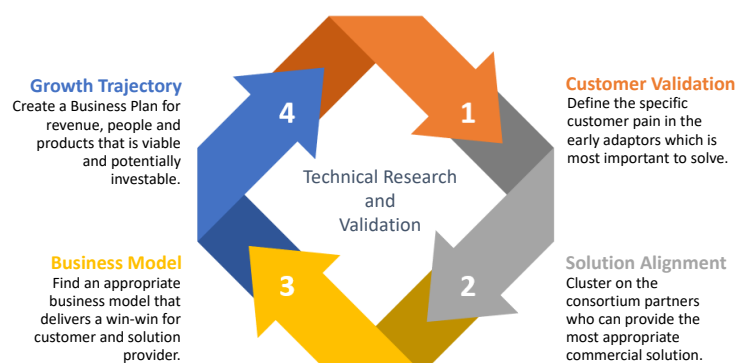 Growth Trajectory
Create a Business Plan for
revenue, people and
products that is viable
and potentially
investable.
4
1
Customer Validation
Define the specific
customer pain in the
early adaptors which is
most important to solve.
Technical Research
and
Validation
Business Model
Find an appropriate
business model that
delivers a win-win for
customer and solution
provider.
3
2
Solution Alignment
Cluster on the
consortium partners
who can provide the
most appropriate
commercial solution.